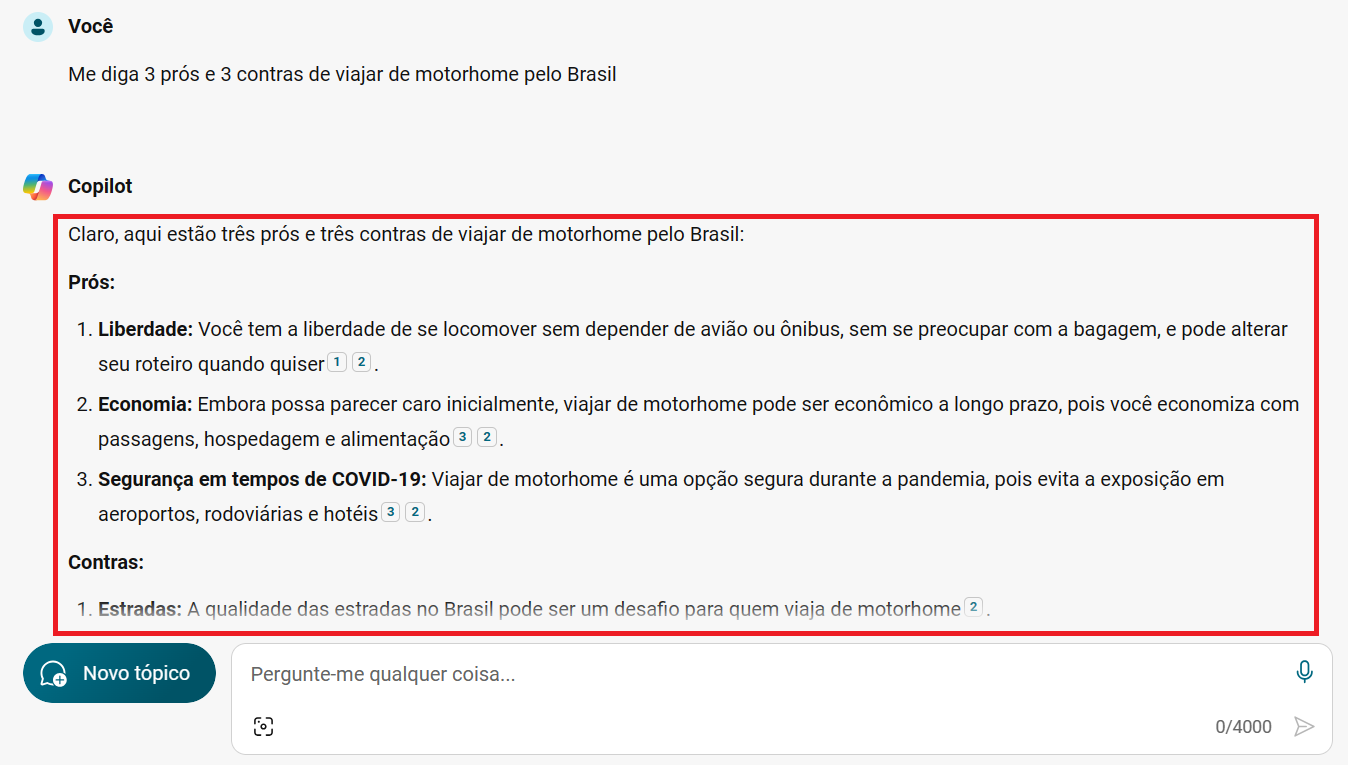 Você
Me diga 3 prós e 3 contras de viajar de motorhome pelo Brasil
Copilot
Claro, aqui estão três prós e três contras de viajar de motorhome pelo Brasil:
Prós:
1. Liberdade: Você tem a liberdade de se locomover sem depender de avião ou ônibus, sem se preocupar com a bagagem, e pode alterar
seu roteiro quando quiser 1 2 .
2. Economia: Embora possa parecer caro inicialmente, viajar de motorhome pode ser econômico a longo prazo, pois você economiza com
passagens, hospedagem e alimentação 3 2 .
3. Segurança em tempos de COVID-19: Viajar de motorhome é uma opção segura durante a pandemia, pois evita a exposição em
aeroportos, rodoviárias e hotéis 3 2 .
Contras:
1. Estradas: A qualidade das estradas no Brasil pode ser um desafio para quem viaja de motorhome 2 .
Novo tópico
Pergunte-me qualquer coisa...
0/4000